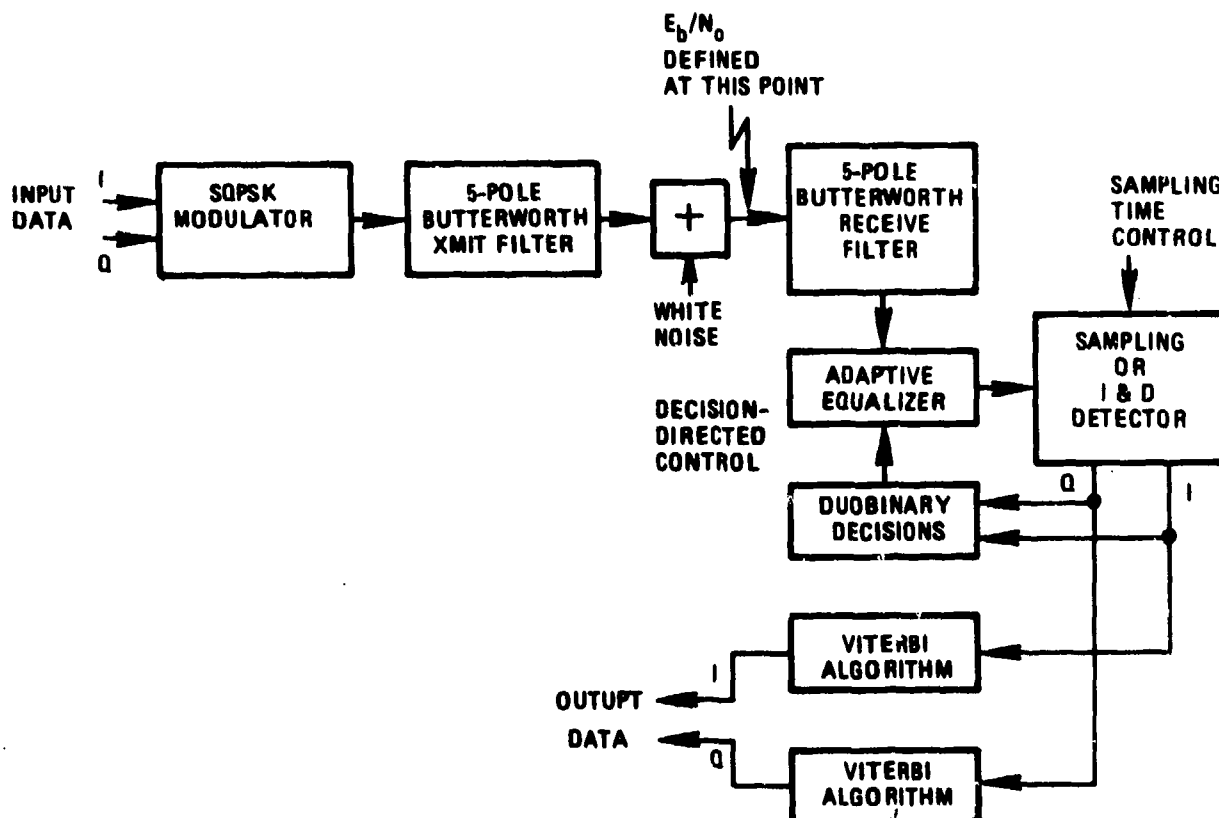 E_b/N_o
DEFINED
AT THIS POINT
INPUT
DATA
I
Q
SQPSK
MODULATOR
5-POLE
BUTTERWORTH
XMIT FILTER
+
WHITE
NOISE
5-POLE
BUTTERWORTH
RECEIVE
FILTER
SAMPLING
TIME
CONTROL
ADAPTIVE
EQUALIZER
SAMPLING
OR
I & D
DETECTOR
DECISION-
DIRECTED
CONTROL
Q
I
DUOBINARY
DECISIONS
VITERBI
ALGORITHM
I
OUTUPT
DATA
Q
VITERBI
ALGORITHM